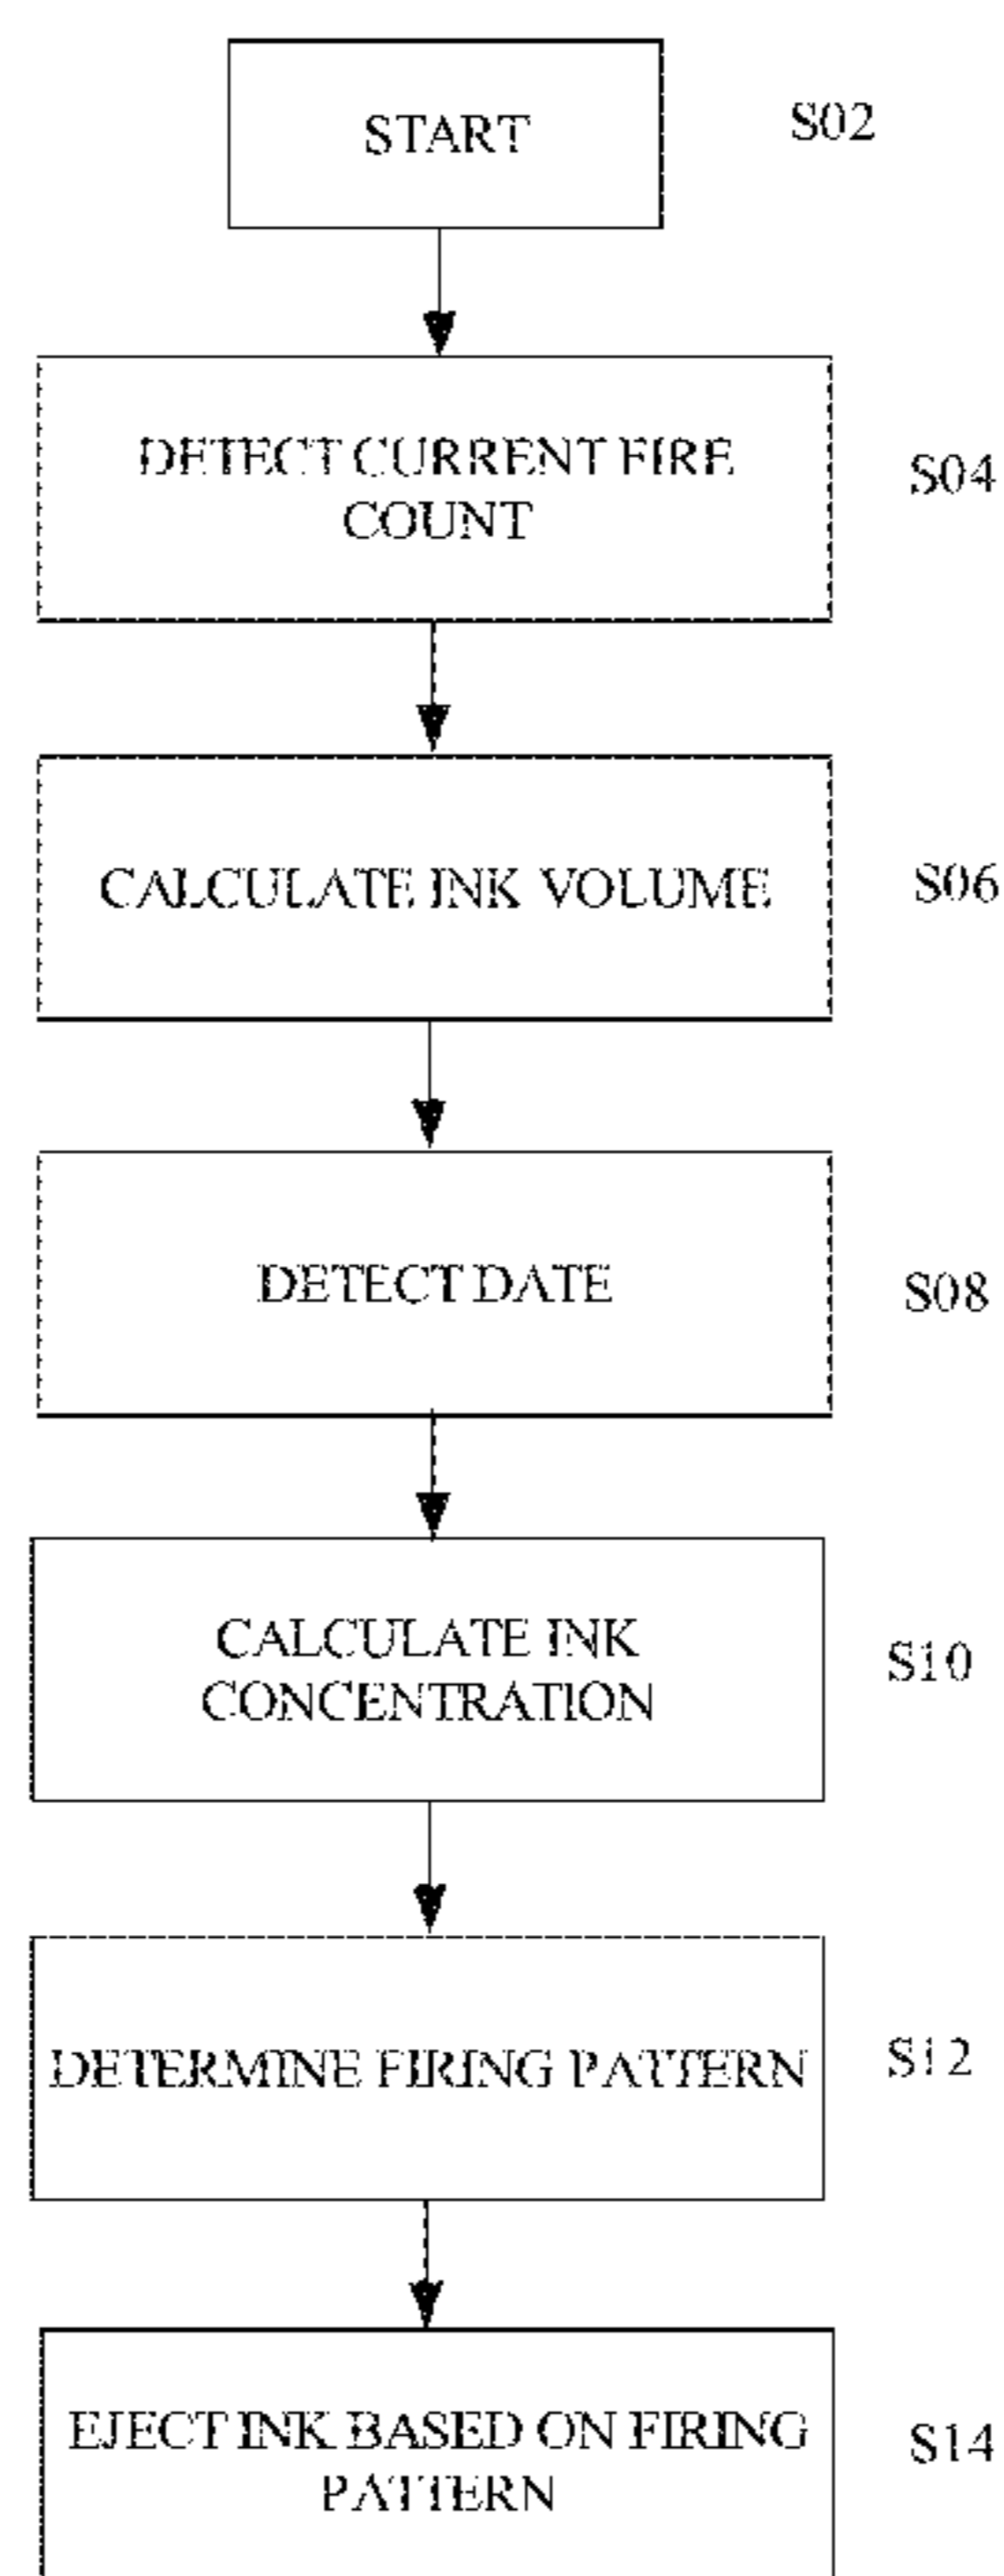 START
S02
DETECT CURRENT FIRE
COUNT
S04
CALCULATE INK VOLUME
S06
DETECT DATE
S08
CALCULATE INK
CONCENTRATION
S10
DETERMINE FIRING PATTERN
S12
EJECT INK BASED ON FIRING
PATTERN
S14